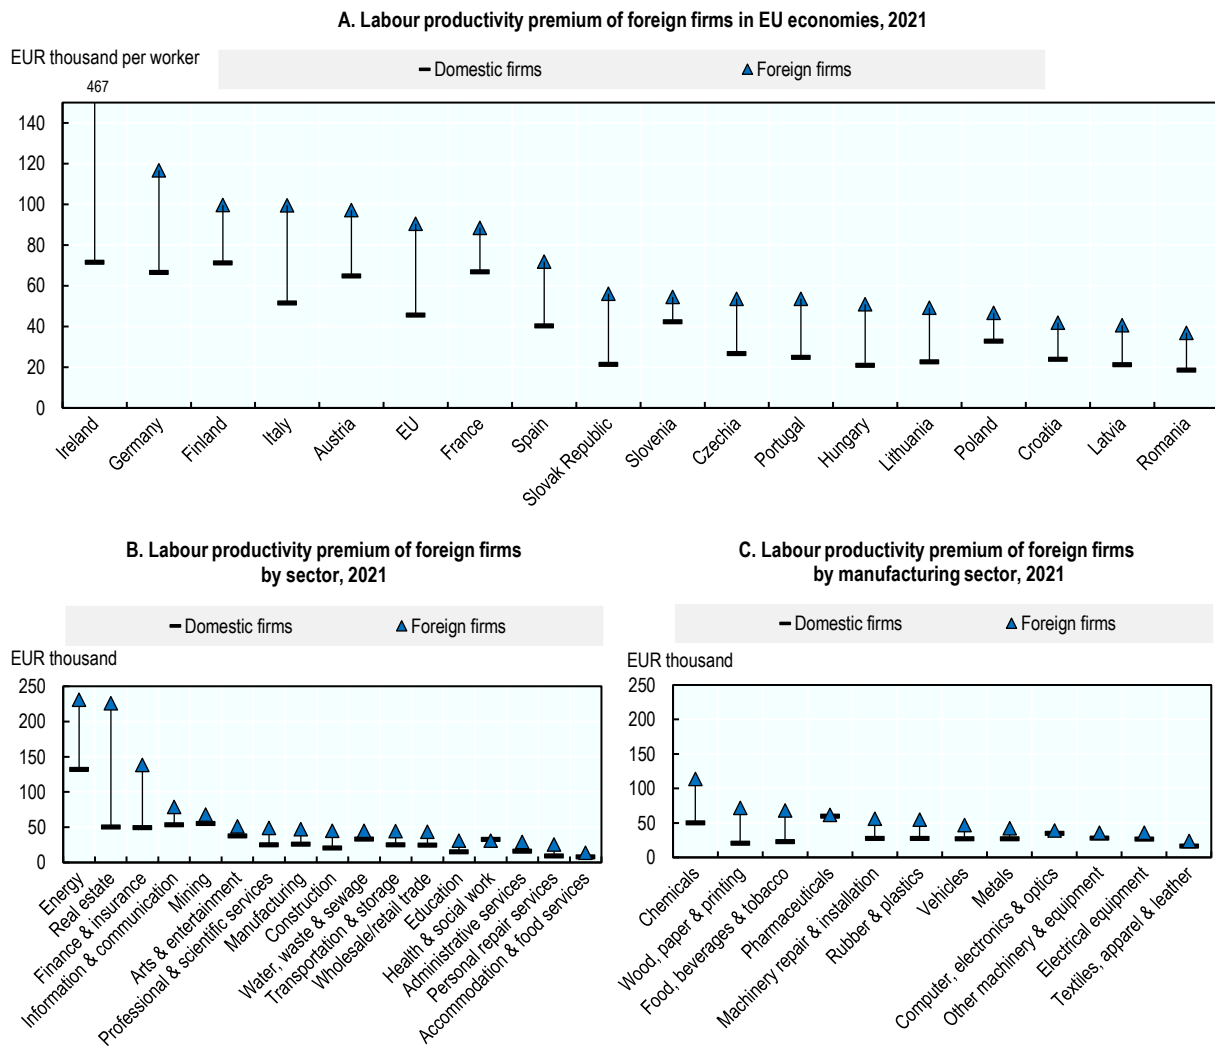 A. Labour productivity premium of foreign firms in EU economies, 2021
EUR thousand per worker
Domestic firms
Foreign firms
467
140
120
100
80
60
40
20
0
Ireland
Germany
Finland
Italy
Austria
EU
France
Spain
Slovak Republic
Slovenia
Czechia
Portugal
Hungary
Lithuania
Poland
Croatia
Latvia
Romania
B. Labour productivity premium of foreign firms
by sector, 2021
Domestic firms
Foreign firms
EUR thousand
250
200
150
100
50
0
Energy
Real estate
Finance & insurance
Information & communication
Mining
Arts & entertainment
Professional & scientific services
Manufacturing
Construction
Water, waste & sewage
Transportation & storage
Wholesale/retail trade
Education
Health & social work
Administrative services
Personal repair services
Accommodation & food services
C. Labour productivity premium of foreign firms
by manufacturing sector, 2021
Domestic firms
Foreign firms
EUR thousand
250
200
150
100
50
0
Chemicals
Wood, paper & printing
Food, beverages & tobacco
Pharmaceuticals
Machinery repair & installation
Rubber & plastics
Vehicles
Metals
Computer, electronics & optics
Other machinery & equipment
Electrical equipment
Textiles, apparel & leather